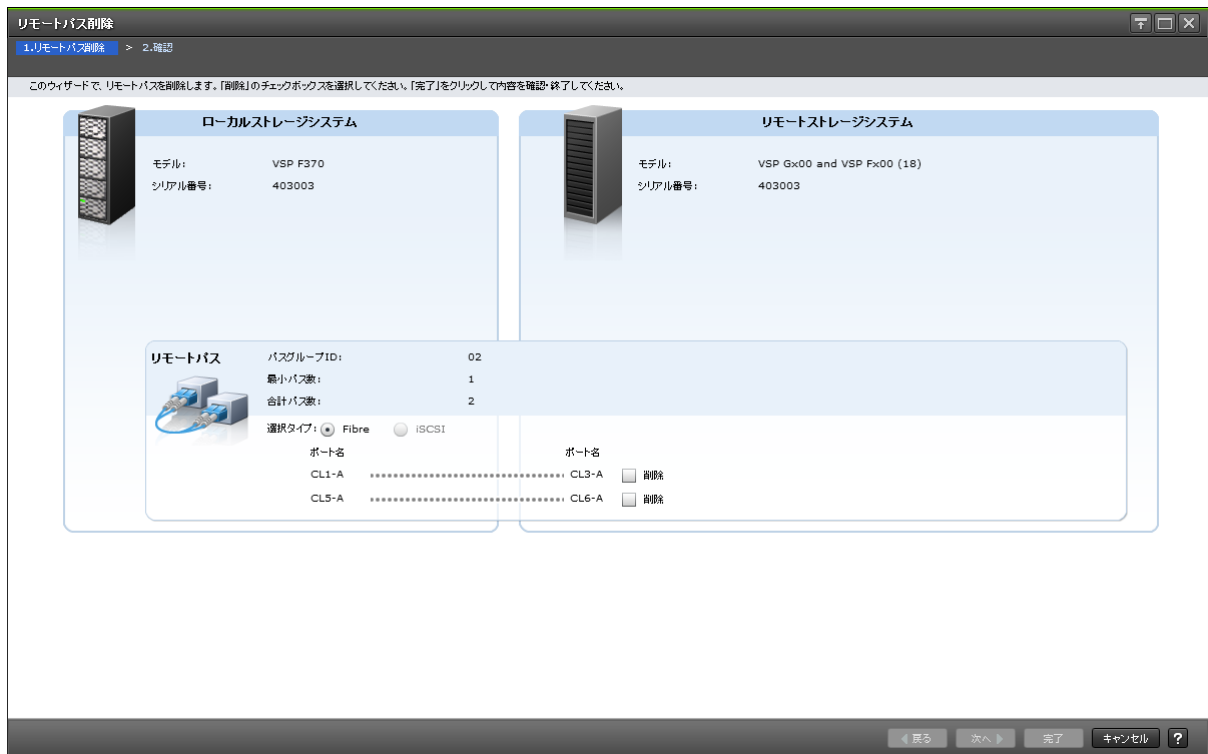 リモートパス削除
1.リモートパス削除 > 2.確認
このウィザードで、リモートパスを削除します。「削除」のチェックボックスを選択してください。「完了」をクリックして内容を確認・終了してください。
ローカルストレージシステム
モデル: VSP F370
シリアル番号: 403003
リモートストレージシステム
モデル: VSP Gx00 and VSP Fx00 (18)
シリアル番号: 403003
リモートパス
パスグループID: 02
最小パス数: 1
合計パス数: 2
選択タイプ: Fibre iSCSI
ポート名 ポート名
CL1-A CL3-A 削除
CL5-A CL6-A 削除
戻る 次へ 完了 キャンセル ?